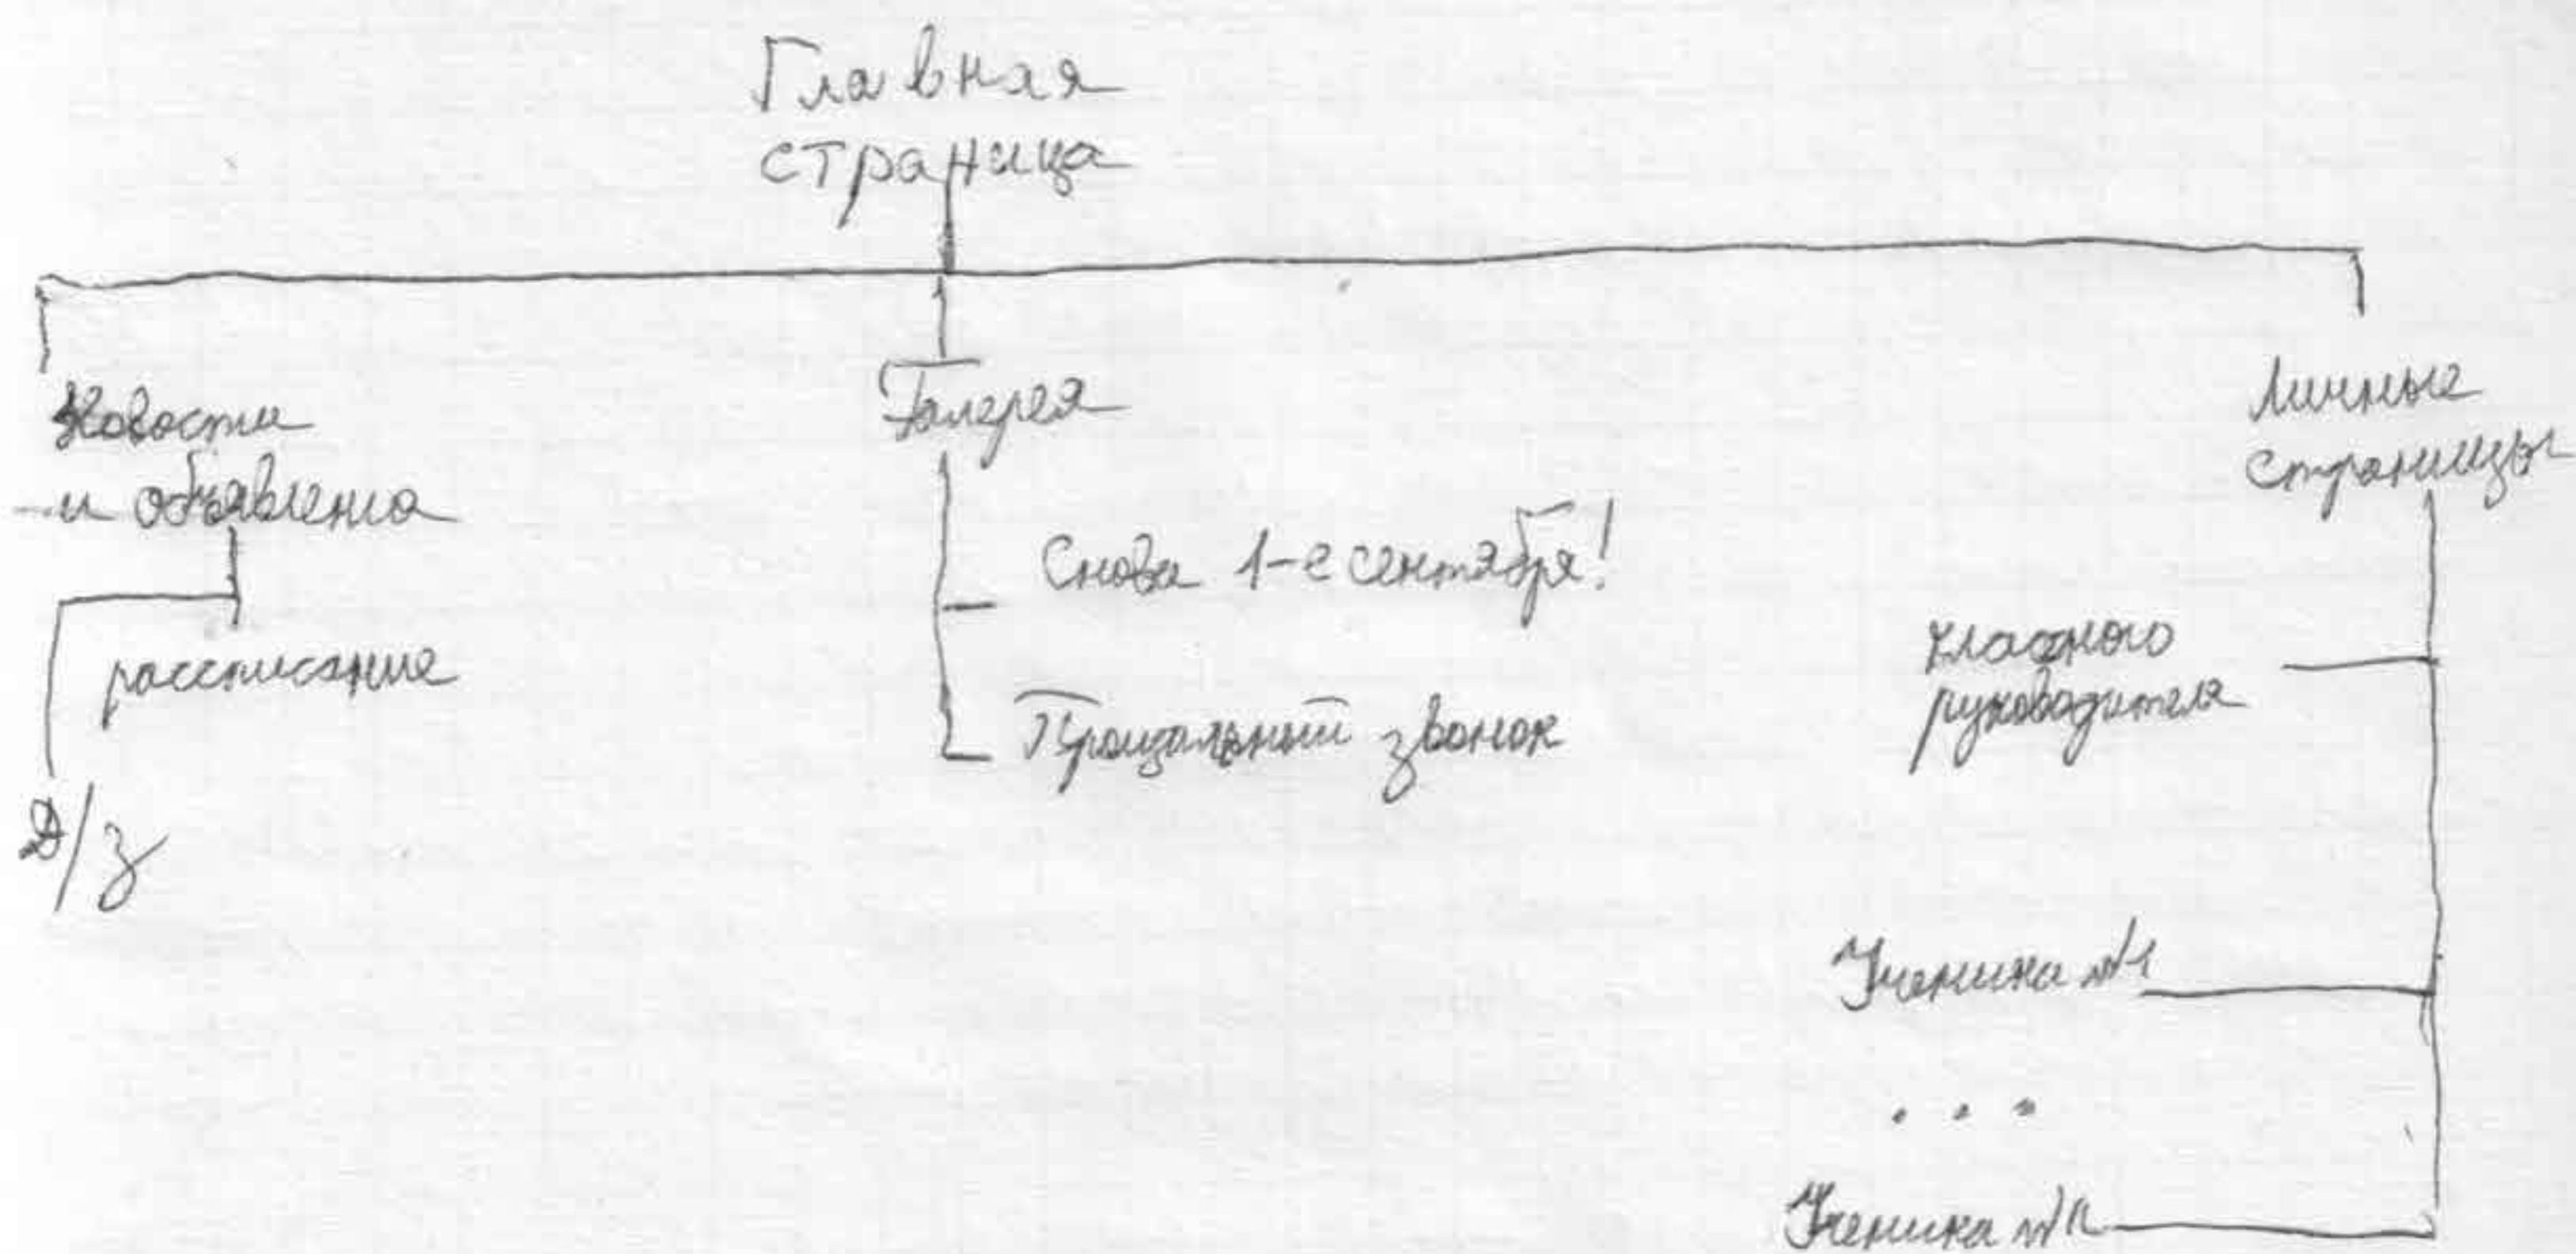 Главная
страница
Новости
и объявления
рассписание
Д/З
Галерея
Снова 1-е сентября!
Прощальный звонок
Личные
страницы
классного
руководителя
Ученика №1
. . .
Ученика №n